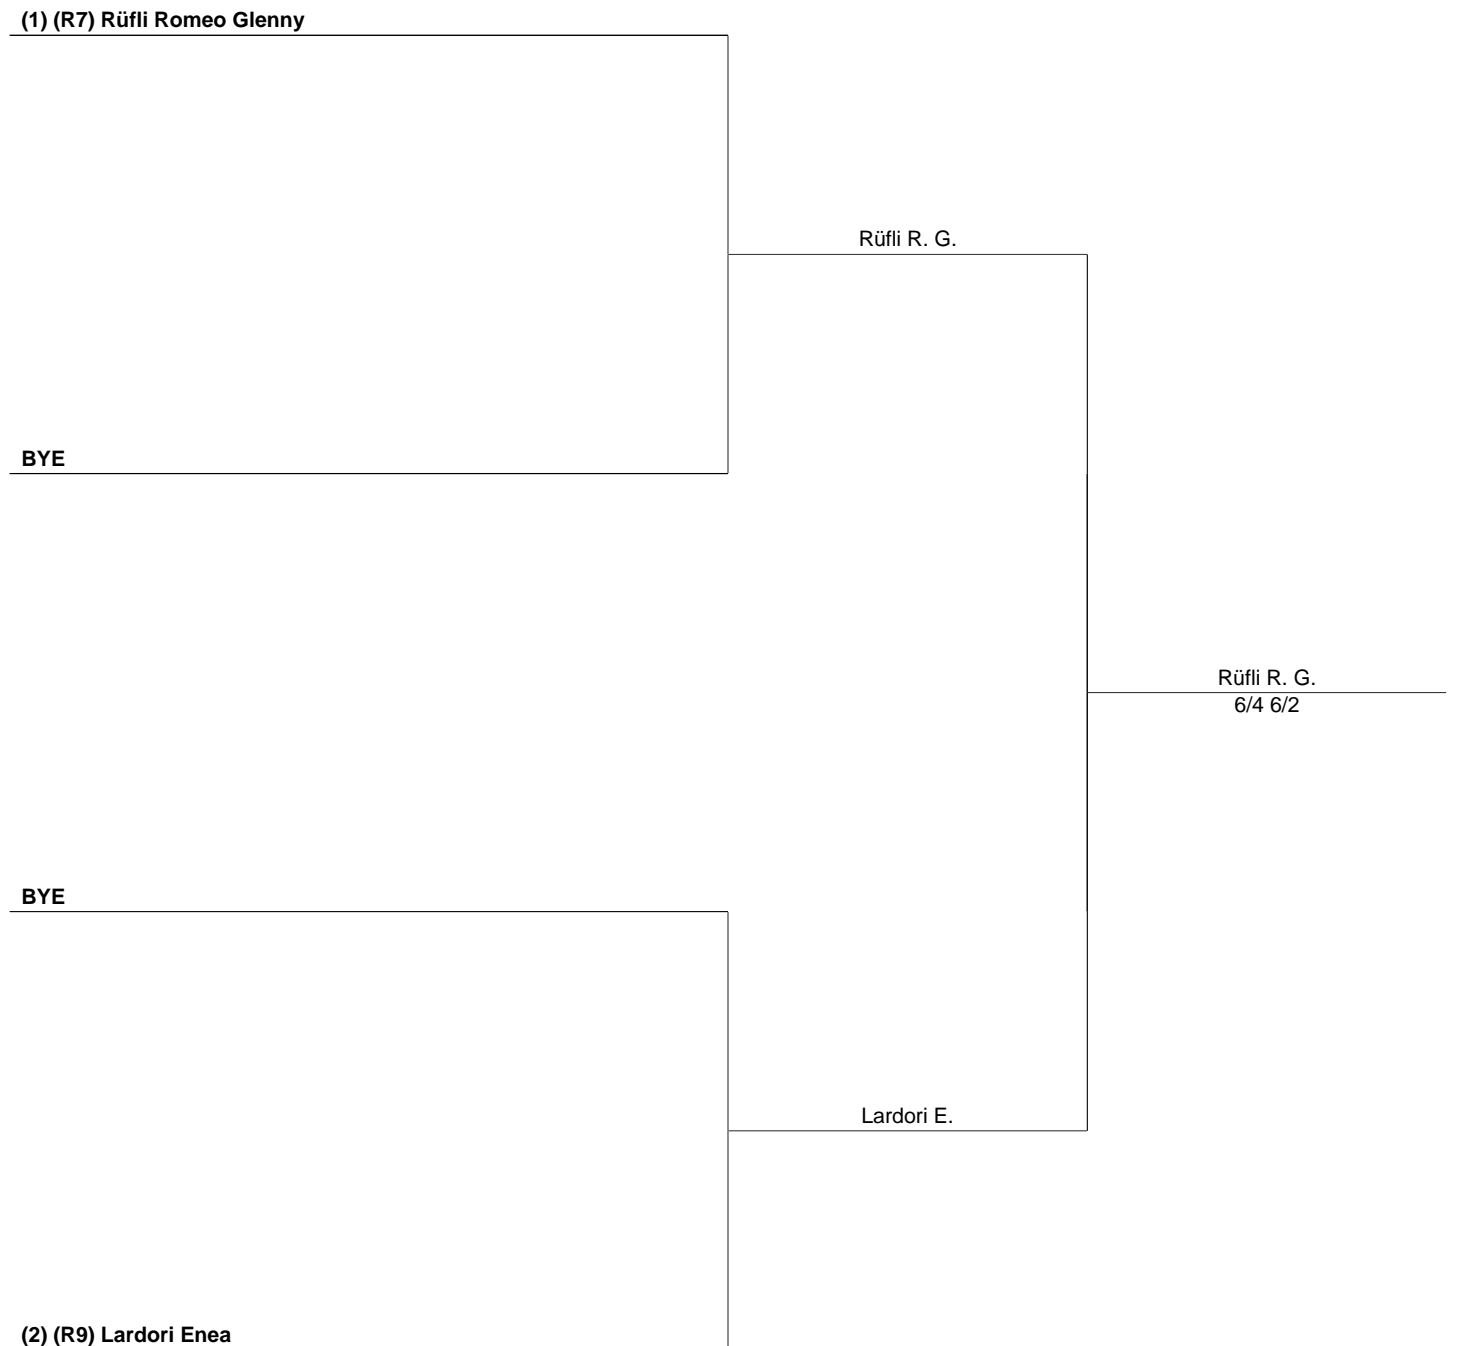 (1) (R7) Rüfli Romeo Glenny
Rüfli R. G.
BYE
Rüfli R. G.
6/4 6/2
BYE
Lardori E.
(2) (R9) Lardori Enea